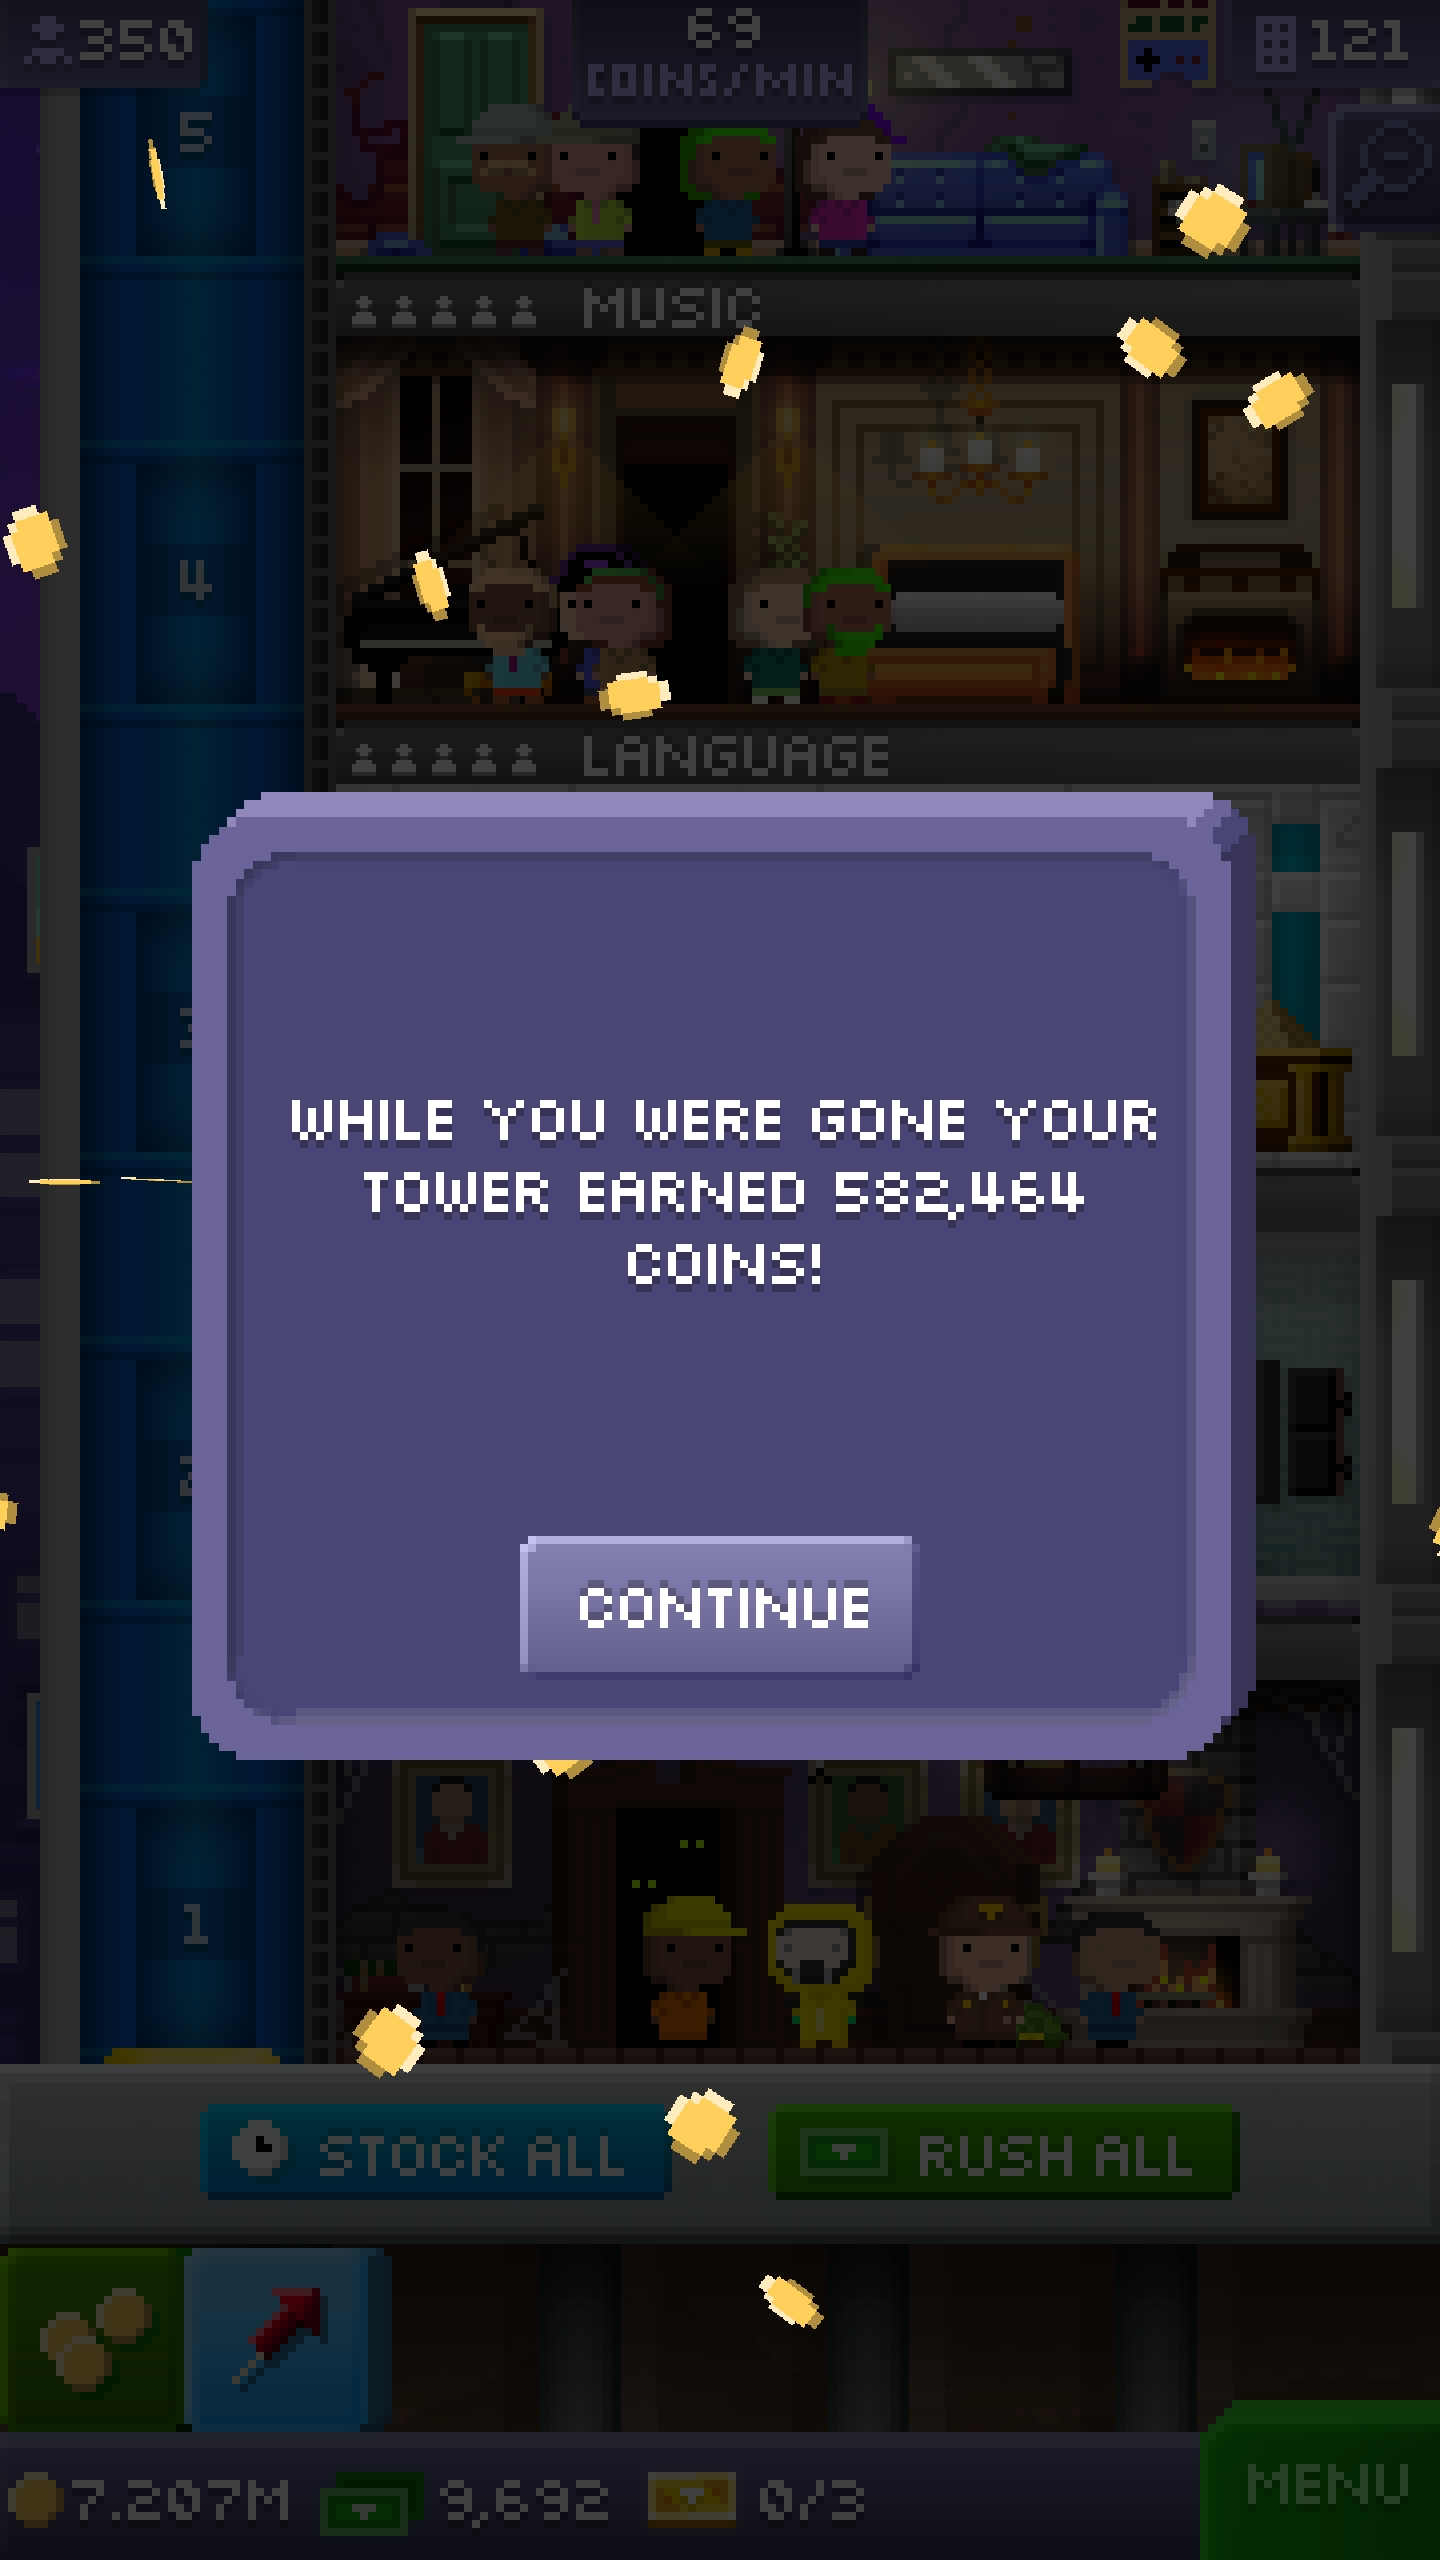 350
69
COINS/MIN
121
5
MUSIC
4
LANGUAGE
WHILE YOU WERE GONE YOUR
TOWER EARNED 582,464
COINS!
CONTINUE
1
STOCK ALL
RUSH ALL
7.207M
9,692
0/3
MENU